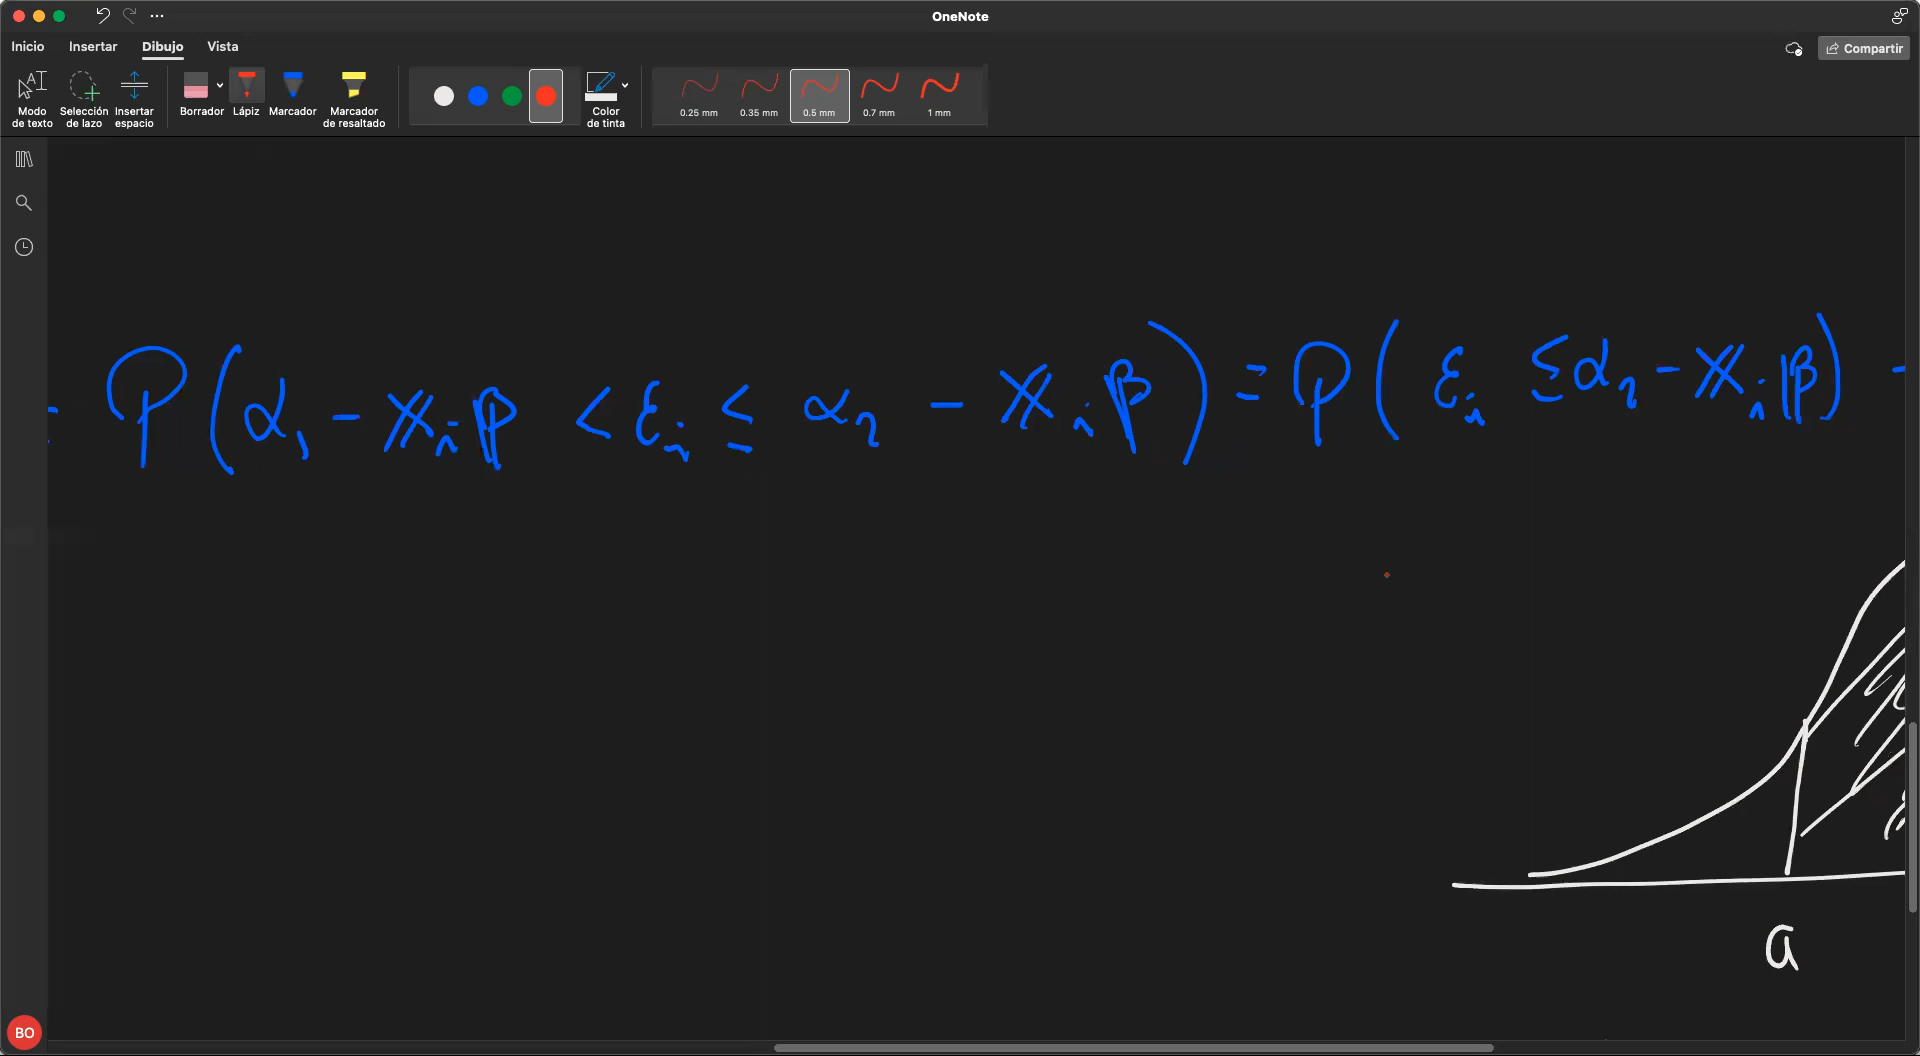 OneNote
Inicio Insertar Dibujo Vista
Compartir
Modo de texto
Selección de lazo
Insertar espacio
Borrador
Lápiz
Marcador
Marcador de resaltado
Color de tinta
0.25 mm
0.35 mm
0.5 mm
0.7 mm
1 mm
= P(α₁ - 𝕏ᵢβ < εᵢ ≤ α₂ - 𝕏ᵢβ) = P(εᵢ ≤ α₂ - 𝕏ᵢβ) -
a
BO